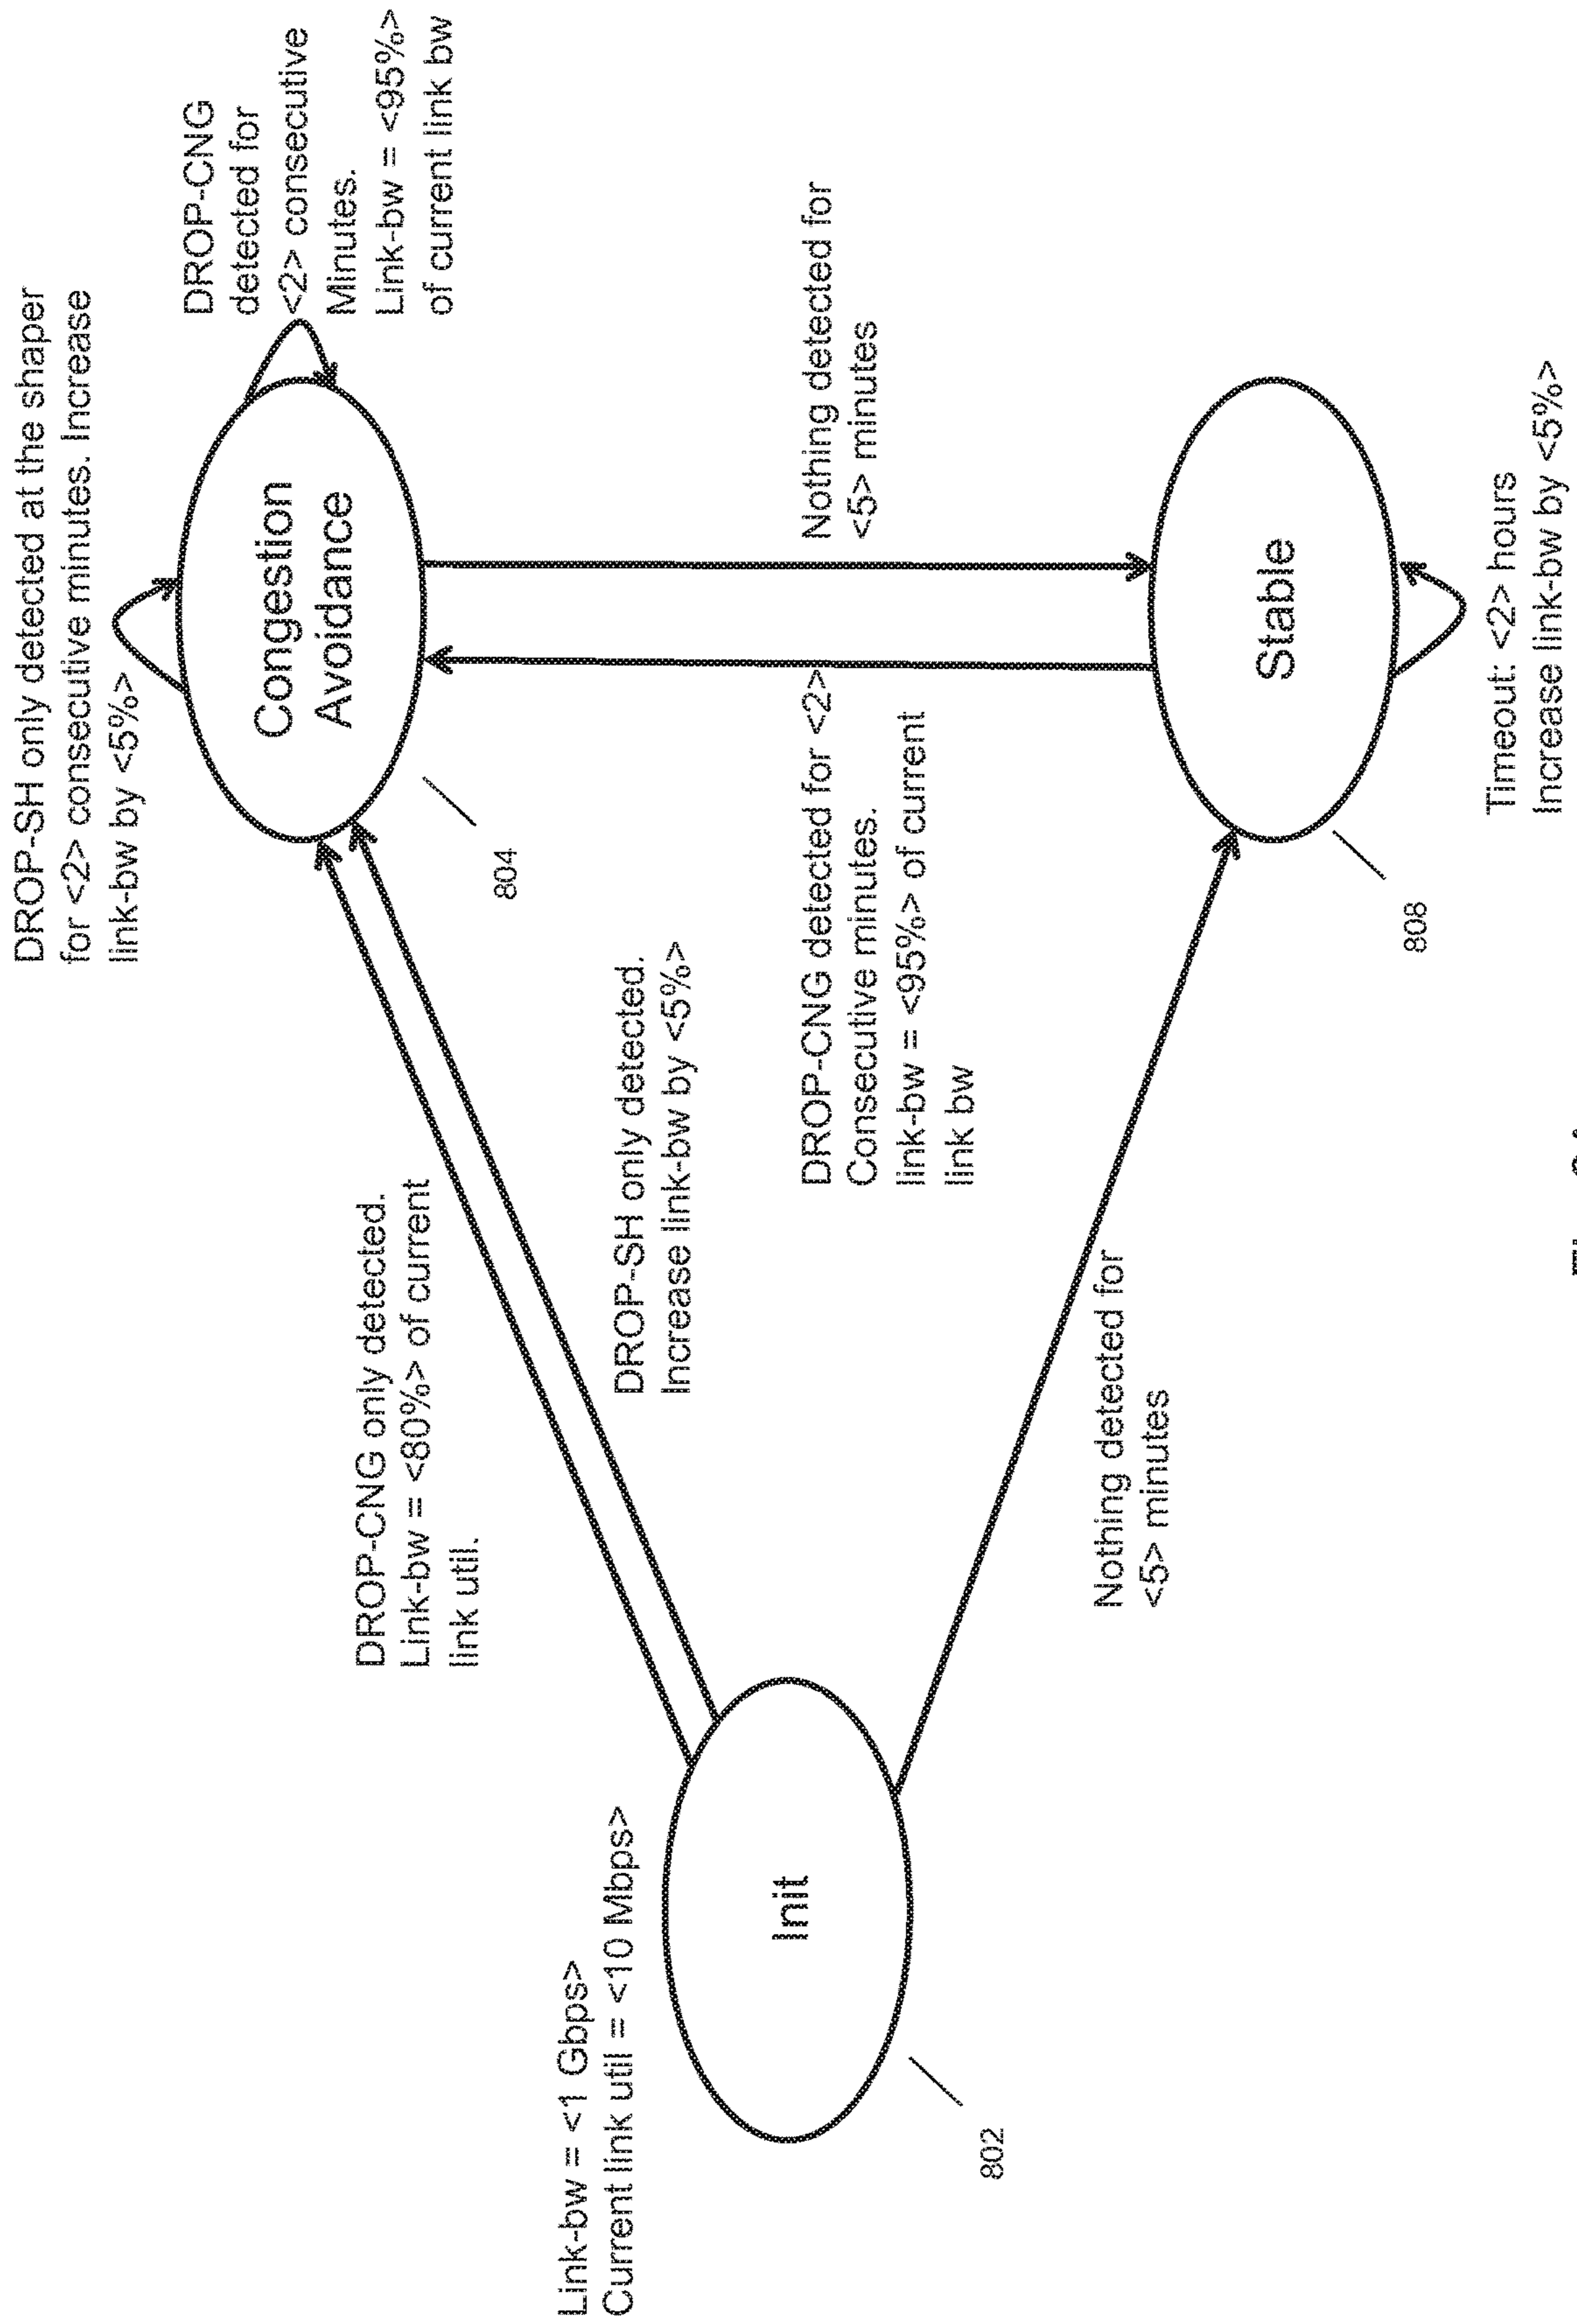 DROP-SH only detected at the shaper
for <2> consecutive minutes. Increase
link-bw by <5%>
DROP-CNG
detected for
<2> consecutive
Minutes.
Link-bw = <95%>
of current link bw
Congestion
Avoidance
804
DROP-CNG only detected.
Link-bw = <80%> of current
link util.
DROP-SH only detected.
Increase link-bw by <5%>
Link-bw = <1 Gbps>
Current link util = <10 Mbps>
Init
802
DROP-CNG detected for <2>
Consecutive minutes.
link-bw = <95%> of current
link bw
Nothing detected for
<5> minutes
Nothing detected for
<5> minutes
Stable
808
Timeout: <2> hours
Increase link-bw by <5%>